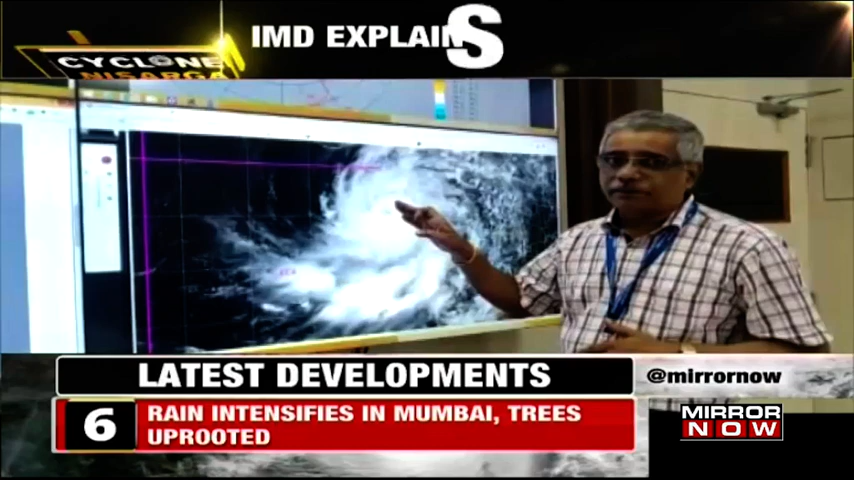 IMD EXPLAINS
CYCLONE
NISARGA
LATEST DEVELOPMENTS
@mirrornow
6
RAIN INTENSIFIES IN MUMBAI, TREES
UPROOTED
MIRROR
NOW